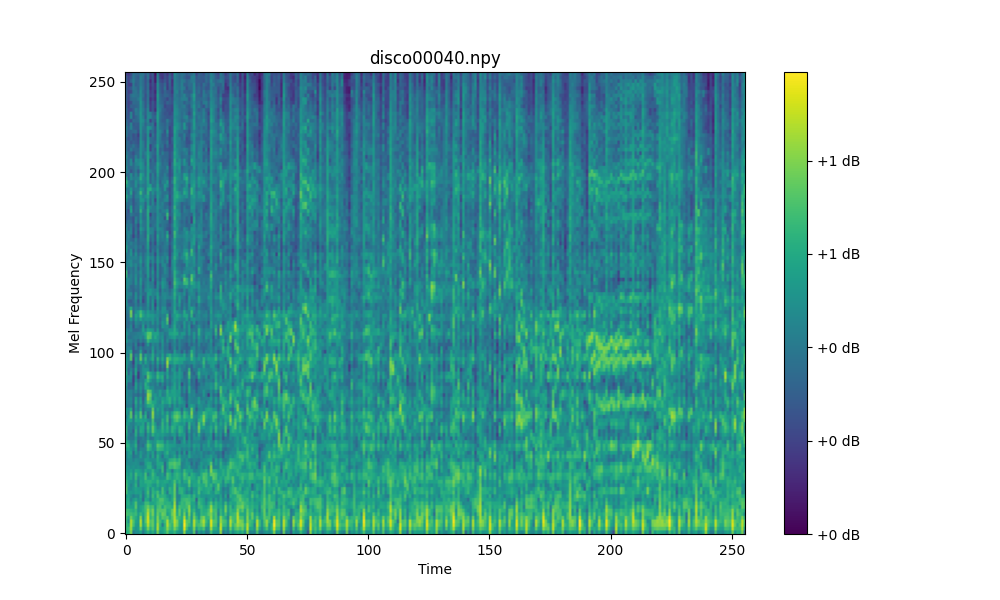 disco00040.npy
250
200
150
100
50
0
Mel Frequency
0 50 100 150 200 250
Time
+1 dB
+1 dB
+0 dB
+0 dB
+0 dB